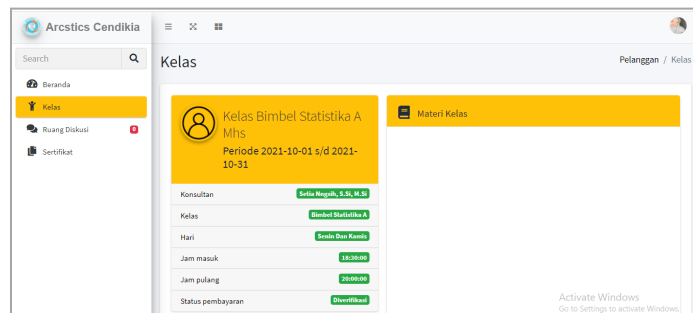 Arcstics Cendikia
Search
Beranda
Kelas
Ruang Diskusi 0
Sertifikat
Kelas
Pelanggan / Kelas
Kelas Bimbel Statistika A
Mhs
Periode 2021-10-01 s/d 2021-
10-31
Konsultan Setia Negsih, S.Si, M.Si
Kelas Bimbel Statistika A
Hari Senin Dan Kamis
Jam masuk 18:30:00
Jam pulang 20:00:00
Status pembayaran Diverifikasi
Materi Kelas
Activate Windows
Go to Settings to activate Windows.